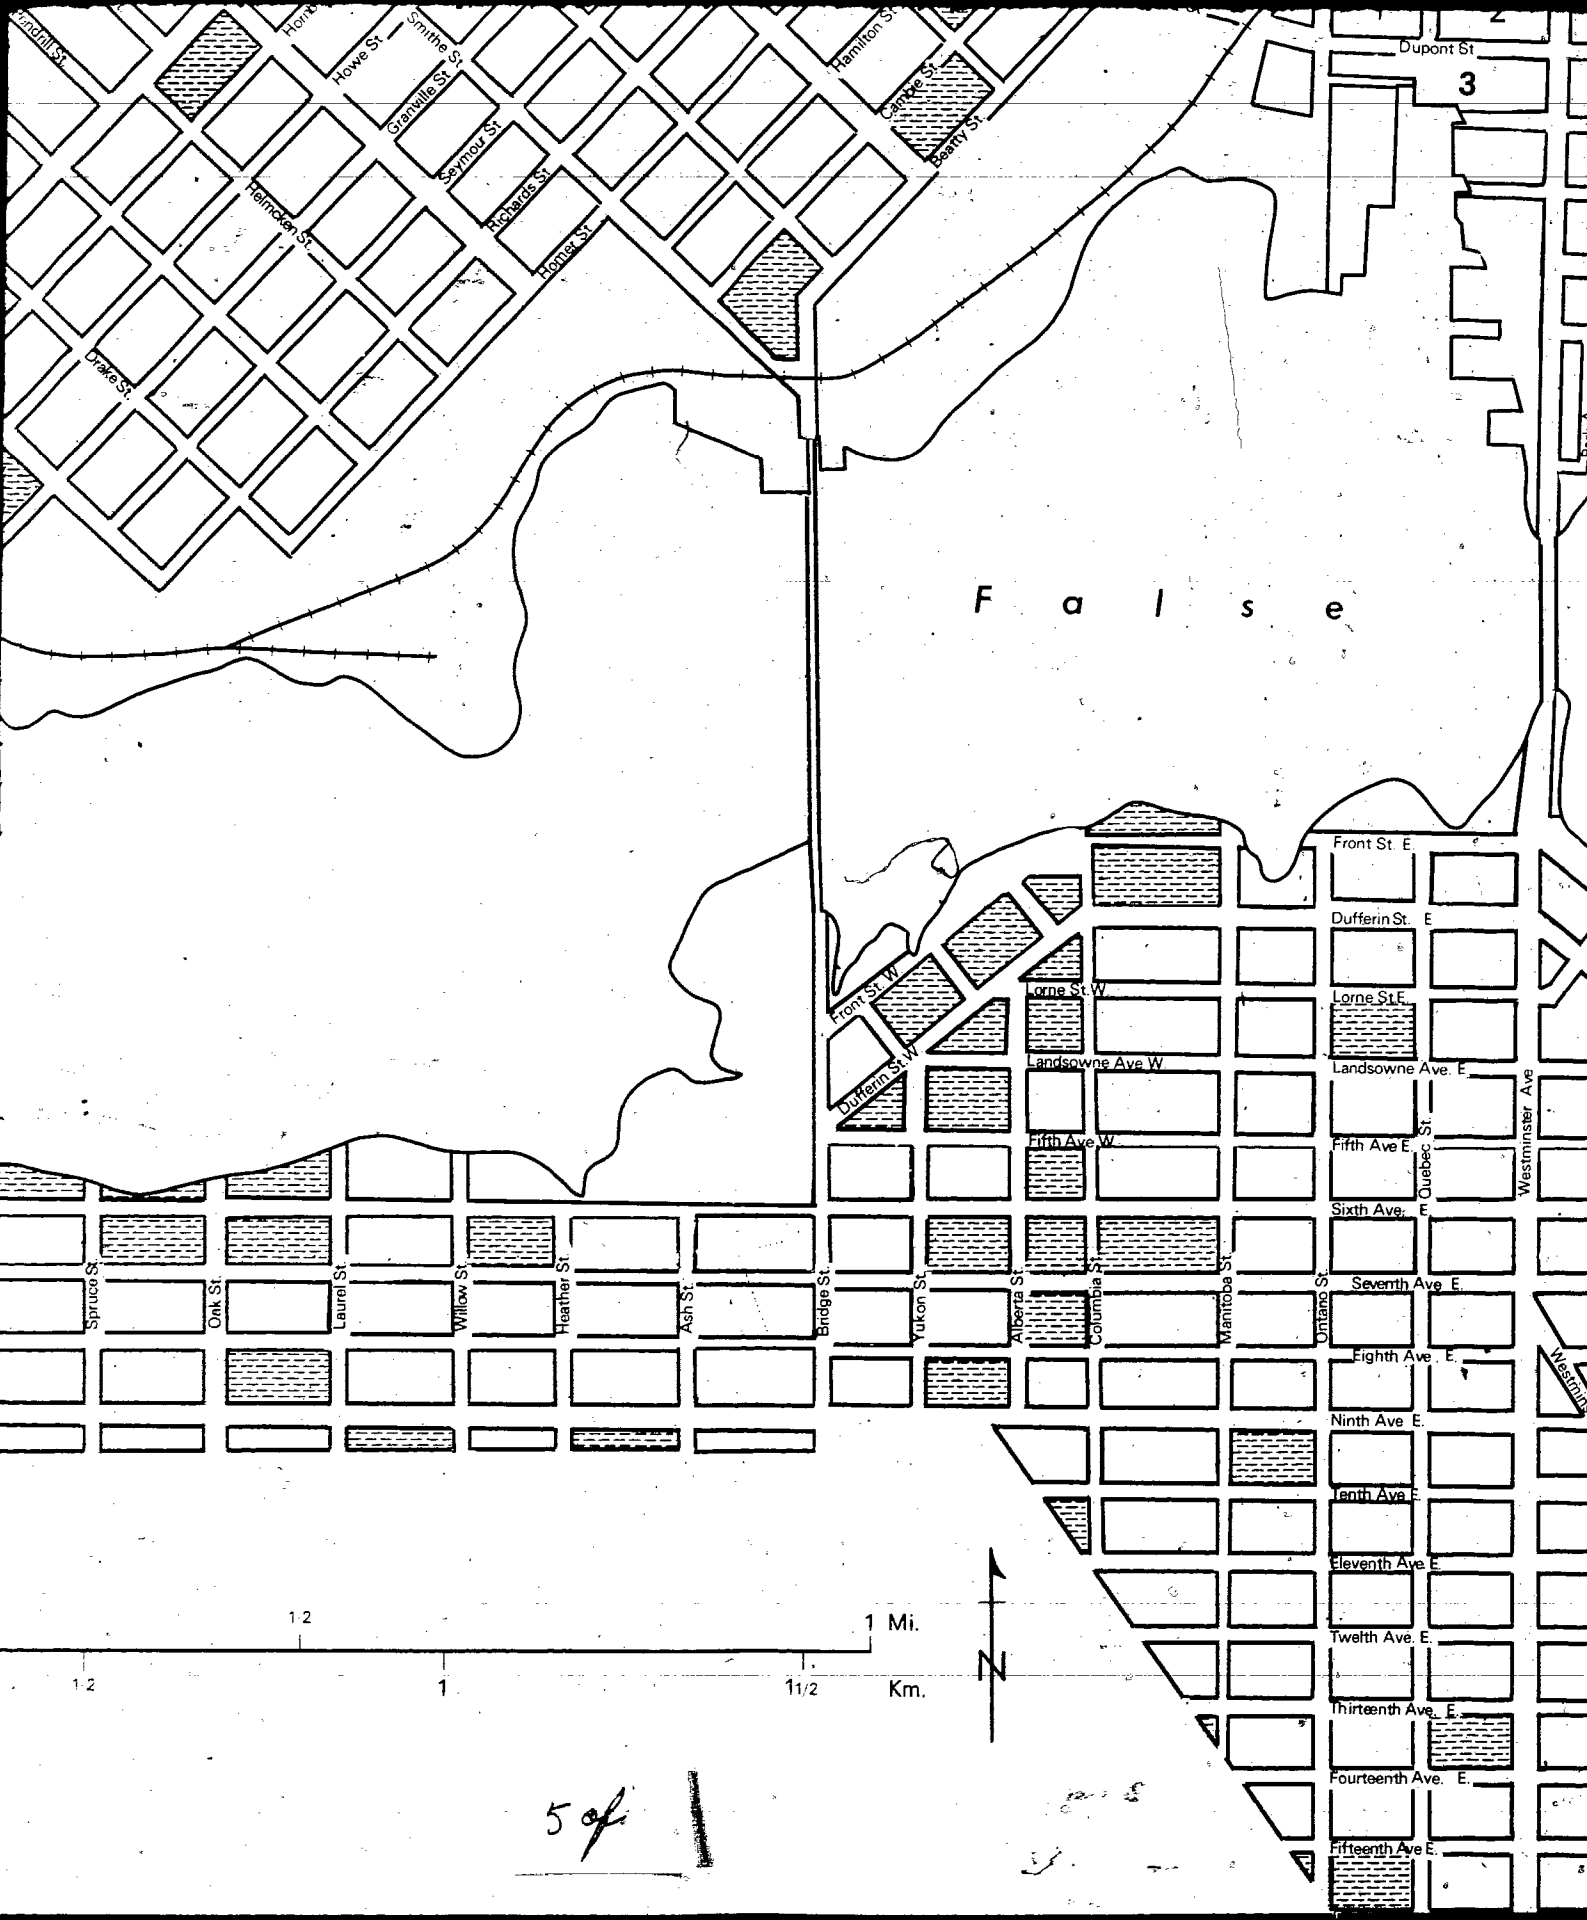 Hamilton St
2
Smithe St
Howe St
Dupont St
3
Granville St
Cambie St
Beatty St
Seymour St
Richards St
Helmcken St.
Homer St
Drake St.
F a l s e
Front St. E.
Dufferin St. E
Front St. W
Lorne St.W.
Lorne St.E.
Landsowne Ave W.
Landsowne Ave. E.
Dufferin St.W
Fifth Ave W.
Fifth Ave E.
Quebec St.
Westminster Ave
Sixth Ave. E.
Spruce St.
Oak St.
Laurel St.
Willow St.
Heather St.
Ash St.
Bridge St.
Yukon St.
Alberta St.
Columbia St.
Manitoba St.
Ontario St.
Seventh Ave E.
Eighth Ave. E.
Ninth Ave E.
Tenth Ave E.
Eleventh Ave E.
1·2
1 Mi.
Twelth Ave. E.
N
1·2
1
11/2
Km.
Thirteenth Ave. E.
Fourteenth Ave. E.
5 of
Fifteenth Ave E.